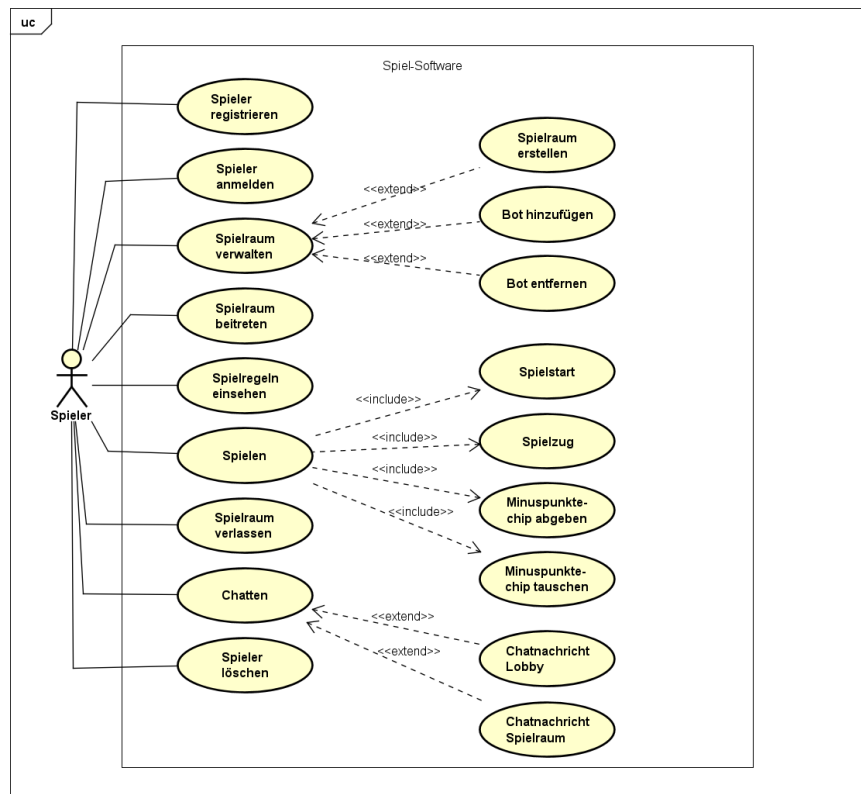 uc
Spiel-Software
Spieler
registrieren
Spieler
anmelden
Spielraum
verwalten
Spielraum
beitreten
Spielregeln
einsehen
Spielen
Spielraum
verlassen
Chatten
Spieler
löschen
Spieler
<<extend>>
<<extend>>
<<extend>>
Spielraum
erstellen
Bot hinzufügen
Bot entfernen
<<include>>
<<include>>
<<include>>
<<include>>
Spielstart
Spielzug
Minuspunkte-
chip abgeben
Minuspunkte-
chip tauschen
<<extend>>
<<extend>>
Chatnachricht
Lobby
Chatnachricht
Spielraum